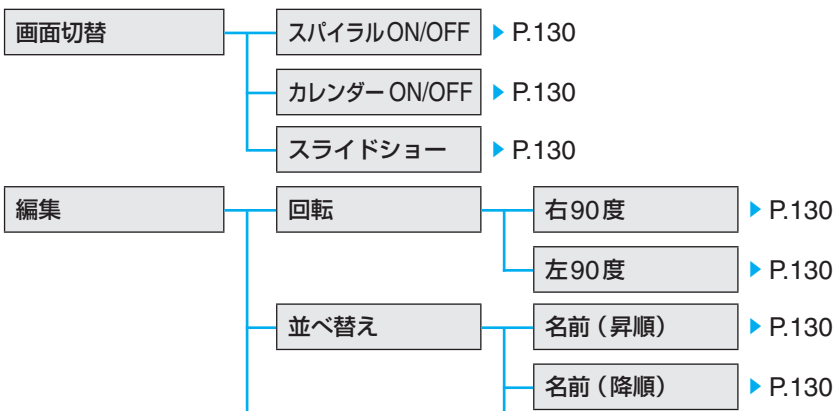 画面切替 スパイラルON/OFF ▶ P.130
カレンダー ON/OFF ▶ P.130
スライドショー ▶ P.130
編集 回転 右90度 ▶ P.130
左90度 ▶ P.130
並べ替え 名前（昇順） ▶ P.130
名前（降順） ▶ P.130